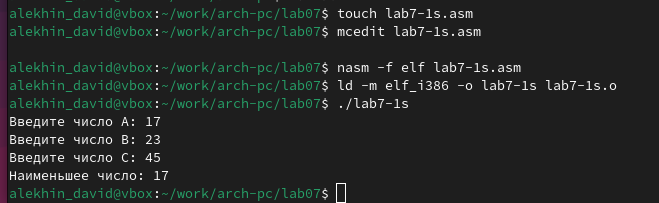 alekhin_david@vbox:~/work/arch-pc/lab07$ touch lab7-1s.asm
alekhin_david@vbox:~/work/arch-pc/lab07$ mcedit lab7-1s.asm
alekhin_david@vbox:~/work/arch-pc/lab07$ nasm -f elf lab7-1s.asm
alekhin_david@vbox:~/work/arch-pc/lab07$ ld -m elf_i386 -o lab7-1s lab7-1s.o
alekhin_david@vbox:~/work/arch-pc/lab07$ ./lab7-1s
Введите число A: 17
Введите число B: 23
Введите число C: 45
Наименьшее число: 17
alekhin_david@vbox:~/work/arch-pc/lab07$